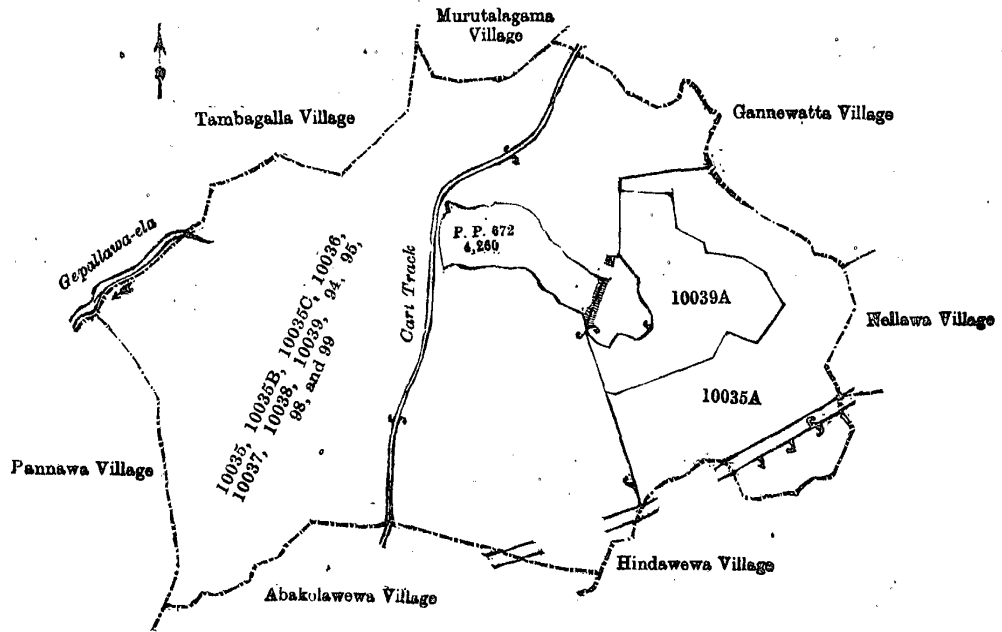 Murutalagama
Village
Tambagalla Village
Gannewatta Village
Gepallawa-ela
P. P. 672
4,260
Cart Track
10035, 10035B, 10035C, 10036,
10037, 10038, 10039, 94, 95,
98, and 99
10039A
Nellawa Village
10035A
Pannawa Village
Hindawewa Village
Abakolawewa Village